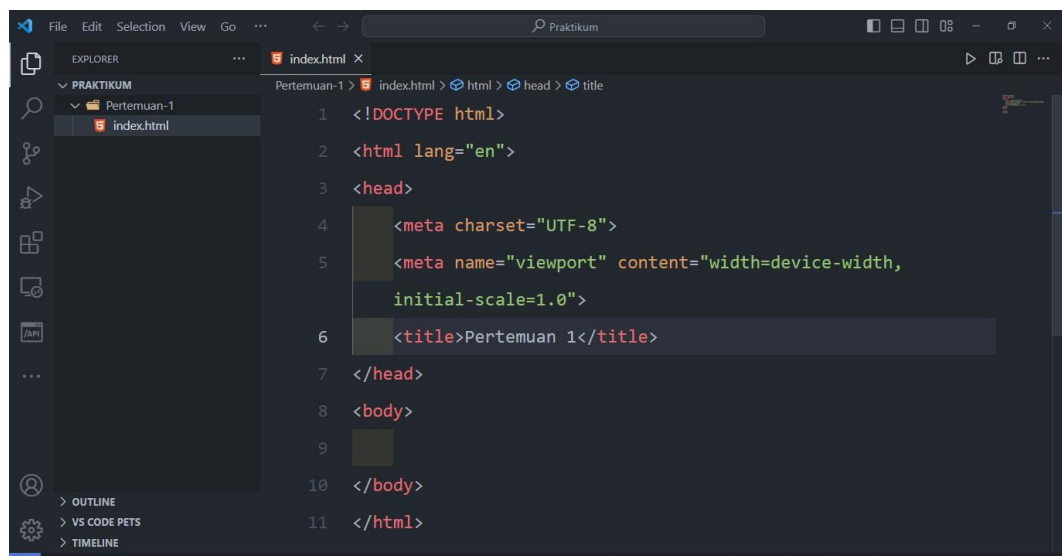 File Edit Selection View Go ··· Praktikum
EXPLORER ···
index.html
PRAKTIKUM
Pertemuan-1
index.html
/API
OUTLINE
VS CODE PETS
TIMELINE
Pertemuan-1 > index.html > html > head > title
1 <!DOCTYPE html>
2 <html lang="en">
3 <head>
4 <meta charset="UTF-8">
5 <meta name="viewport" content="width=device-width,
initial-scale=1.0">
6 <title>Pertemuan 1</title>
7 </head>
8 <body>
9
10 </body>
11 </html>